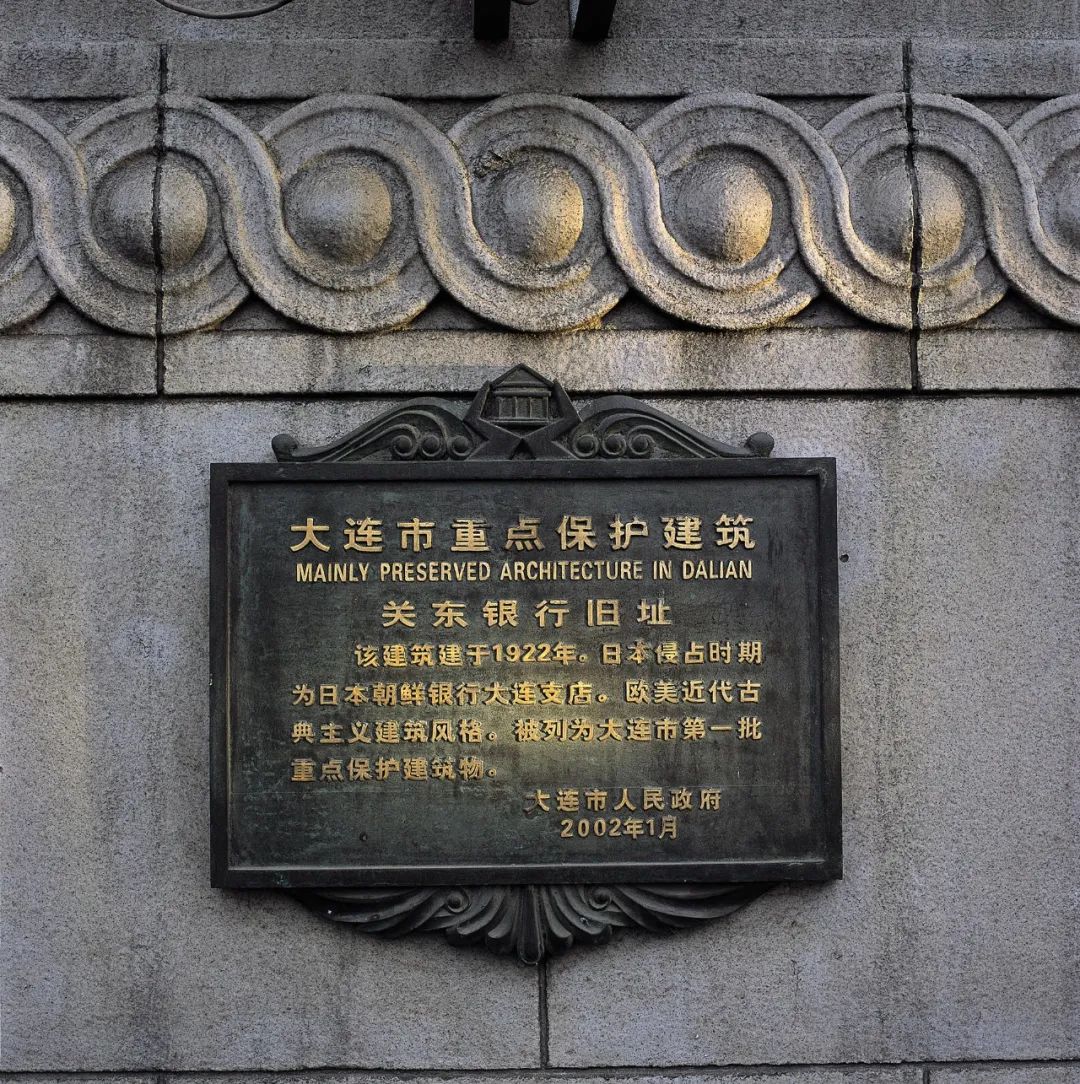 大连市重点保护建筑
MAINLY PRESERVED ARCHITECTURE IN DALIAN
关东银行旧址
该建筑建于1922年。日本侵占时期
为日本朝鲜银行大连支店。欧美近代古
典主义建筑风格。被列为大连市第一批
重点保护建筑物。
大连市人民政府
2002年1月